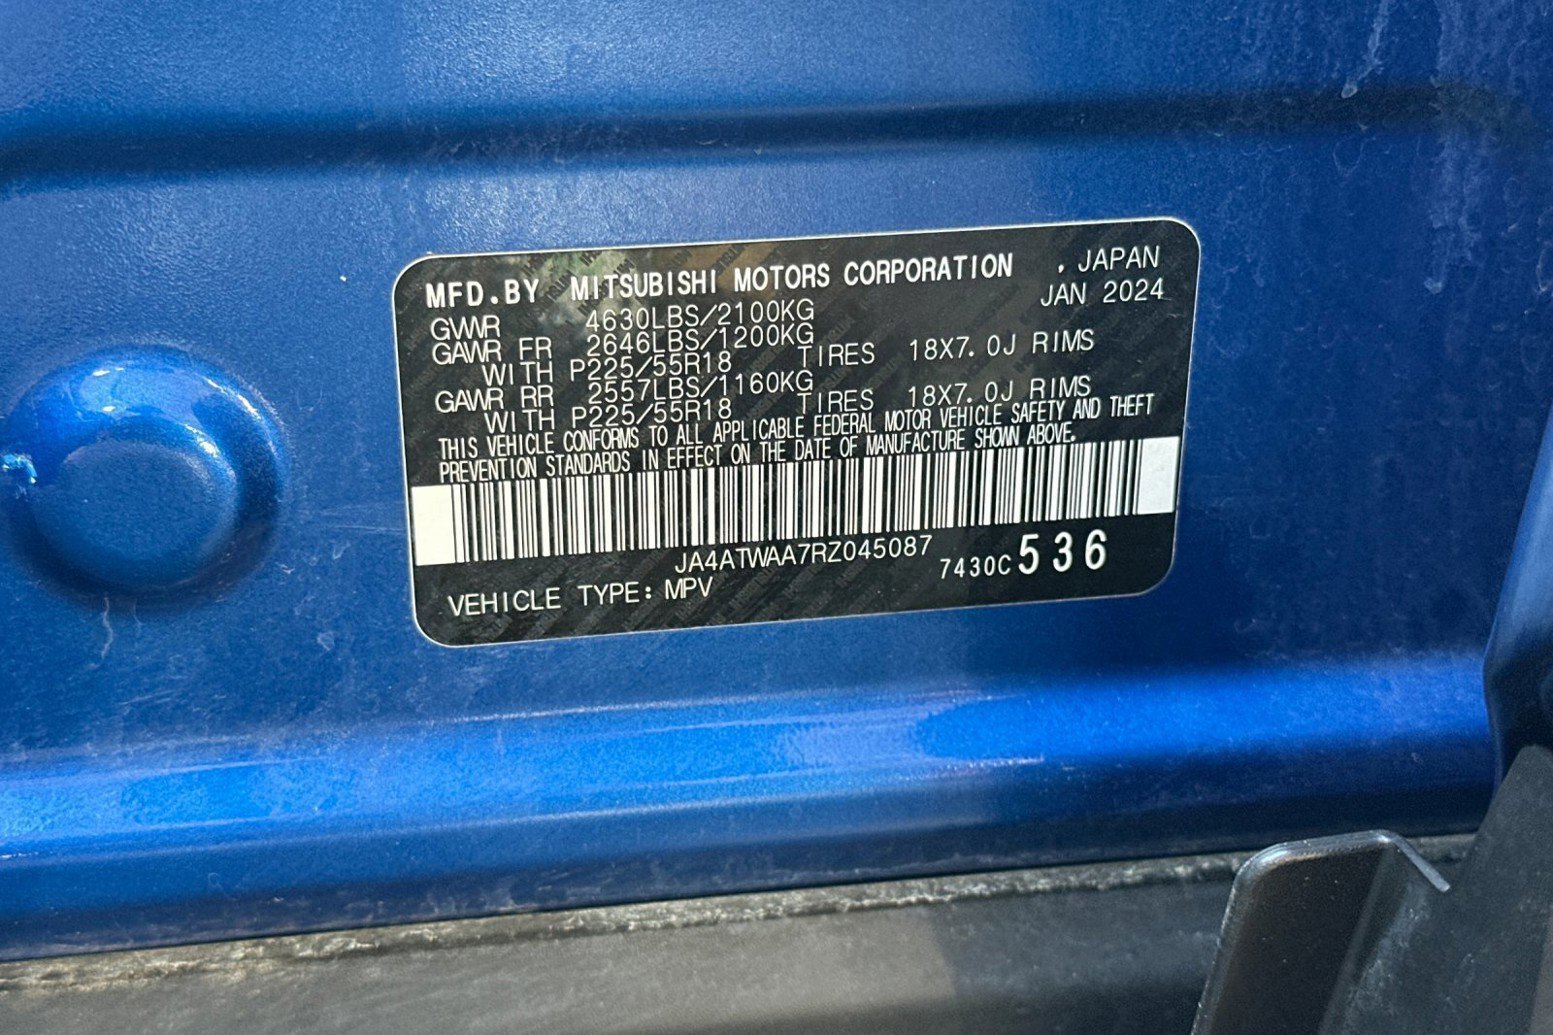 MFD.BY MITSUBISHI MOTORS CORPORATION , JAPAN
JAN 2024
GVWR 4630LBS/2100KG
GAWR FR 2646LBS/1200KG
WITH P225/55R18 TIRES 18X7.0J RIMS
GAWR RR 2557LBS/1160KG
WITH P225/55R18 TIRES 18X7.0J RIMS
THIS VEHICLE CONFORMS TO ALL APPLICABLE FEDERAL MOTOR VEHICLE SAFETY AND THEFT
PREVENTION STANDARDS IN EFFECT ON THE DATE OF MANUFACTURE SHOWN ABOVE.
JA4ATWAA7RZ045087
7430C536
VEHICLE TYPE: MPV